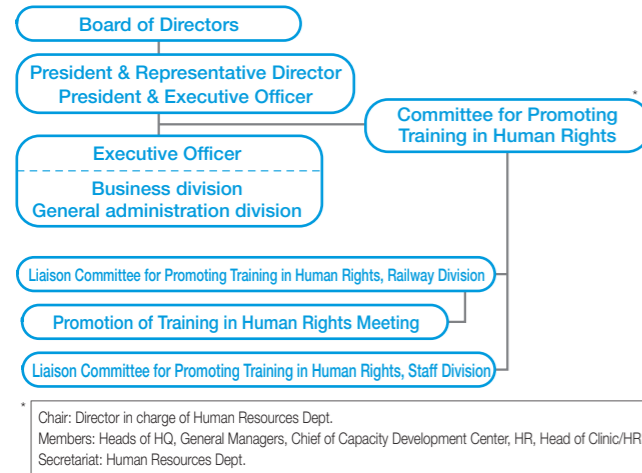 Board of Directors
President & Representative Director
President & Executive Officer
*
Committee for Promoting
Training in Human Rights
Executive Officer
Business division
General administration division
Liaison Committee for Promoting Training in Human Rights, Railway Division
Promotion of Training in Human Rights Meeting
Liaison Committee for Promoting Training in Human Rights, Staff Division
*
Chair: Director in charge of Human Resources Dept.
Members: Heads of HQ, General Managers, Chief of Capacity Development Center, HR, Head of Clinic/HR
Secretariat: Human Resources Dept.